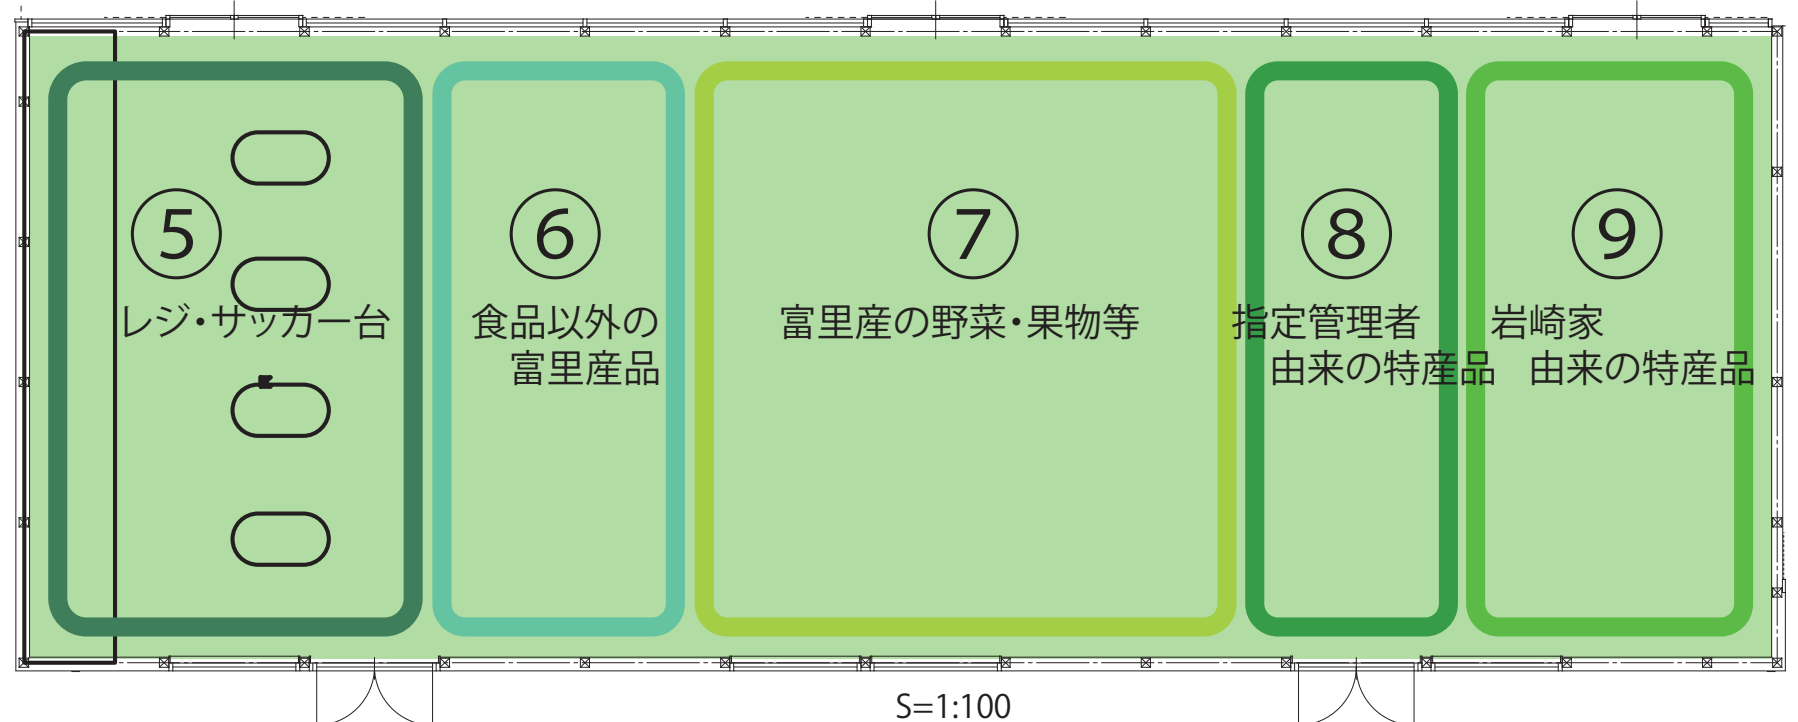 ⑤
レジ・サッカー台
⑥
食品以外の
富里産品
⑦
富里産の野菜・果物等
⑧
指定管理者
由来の特産品
⑨
岩崎家
由来の特産品
S=1:100